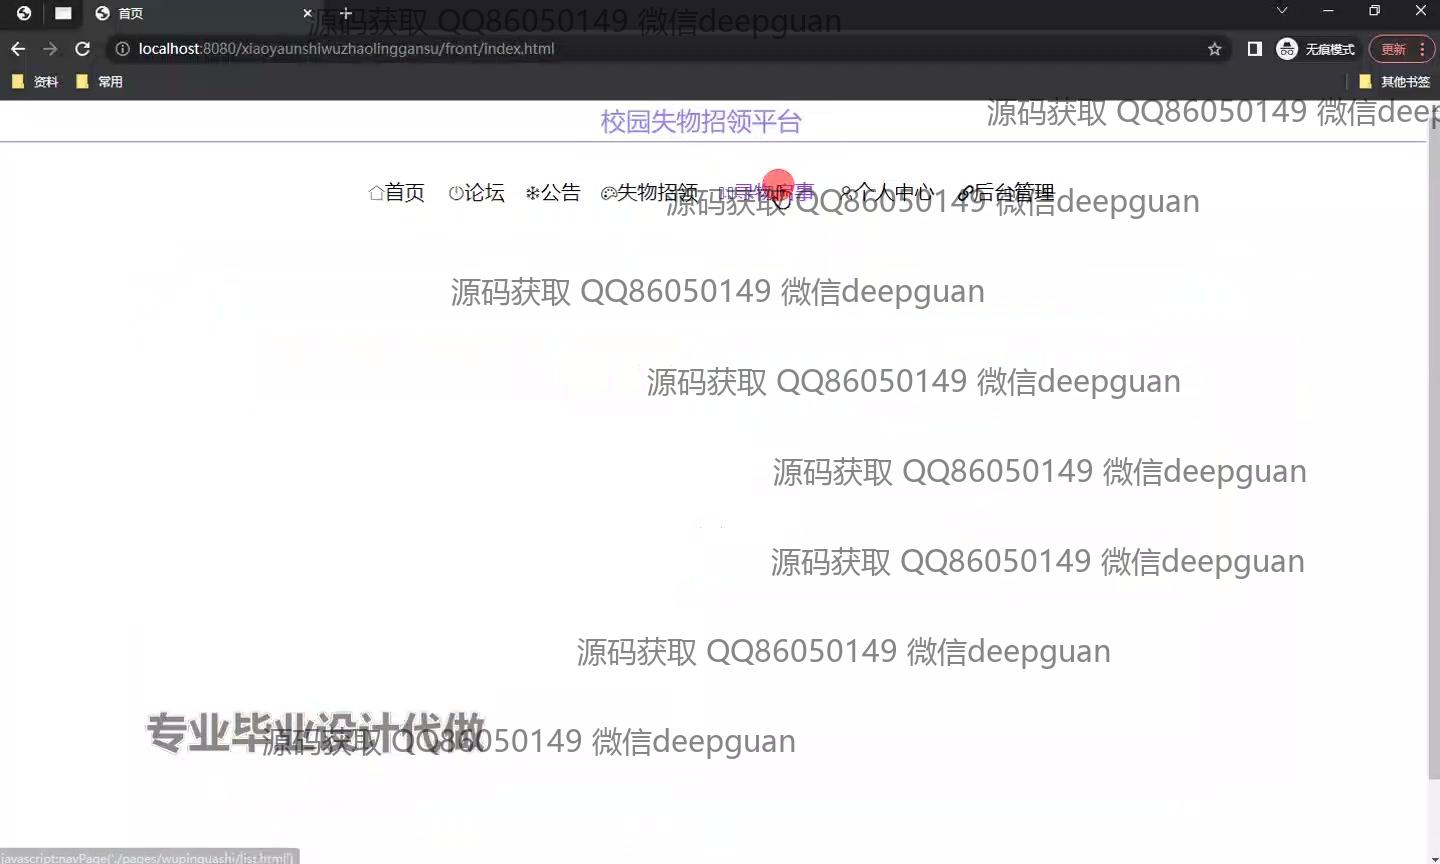 首页
源码获取 QQ86050149 微信deepguan
localhost:8080/xiaoyaunshiwuzhaolinggansu/front/index.html
无痕模式
更新
资料
常用
其他书签
校园失物招领平台
源码获取 QQ86050149 微信deep
首页 论坛 公告 失物招领 寻物启事 个人中心 后台管理
源码获取 QQ86050149 微信deepguan
源码获取 QQ86050149 微信deepguan
源码获取 QQ86050149 微信deepguan
源码获取 QQ86050149 微信deepguan
源码获取 QQ86050149 微信deepguan
源码获取 QQ86050149 微信deepguan
专业毕业设计代做
源码获取 QQ86050149 微信deepguan